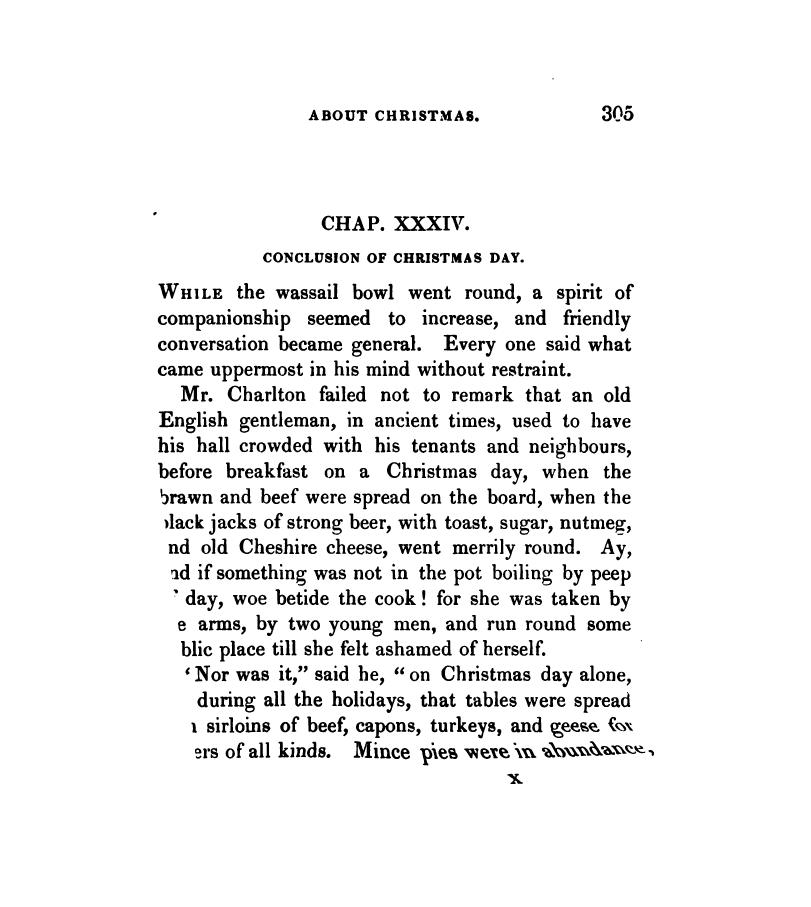 ABOUT CHRISTMAS. 305
CHAP. XXXIV.
CONCLUSION OF CHRISTMAS DAY.
WHILE the wassail bowl went round, a spirit of
companionship seemed to increase, and friendly
conversation became general. Every one said what
came uppermost in his mind without restraint.
Mr. Charlton failed not to remark that an old
English gentleman, in ancient times, used to have
his hall crowded with his tenants and neighbours,
before breakfast on a Christmas day, when the
brawn and beef were spread on the board, when the
lack jacks of strong beer, with toast, sugar, nutmeg,
nd old Cheshire cheese, went merrily round. Ay,
nd if something was not in the pot boiling by peep
day, woe betide the cook! for she was taken by
e arms, by two young men, and run round some
blic place till she felt ashamed of herself.
‘Nor was it,” said he, “on Christmas day alone,
during all the holidays, that tables were spread
sirloins of beef, capons, turkeys, and geese for
ers of all kinds. Mince pies were in abundance,
X